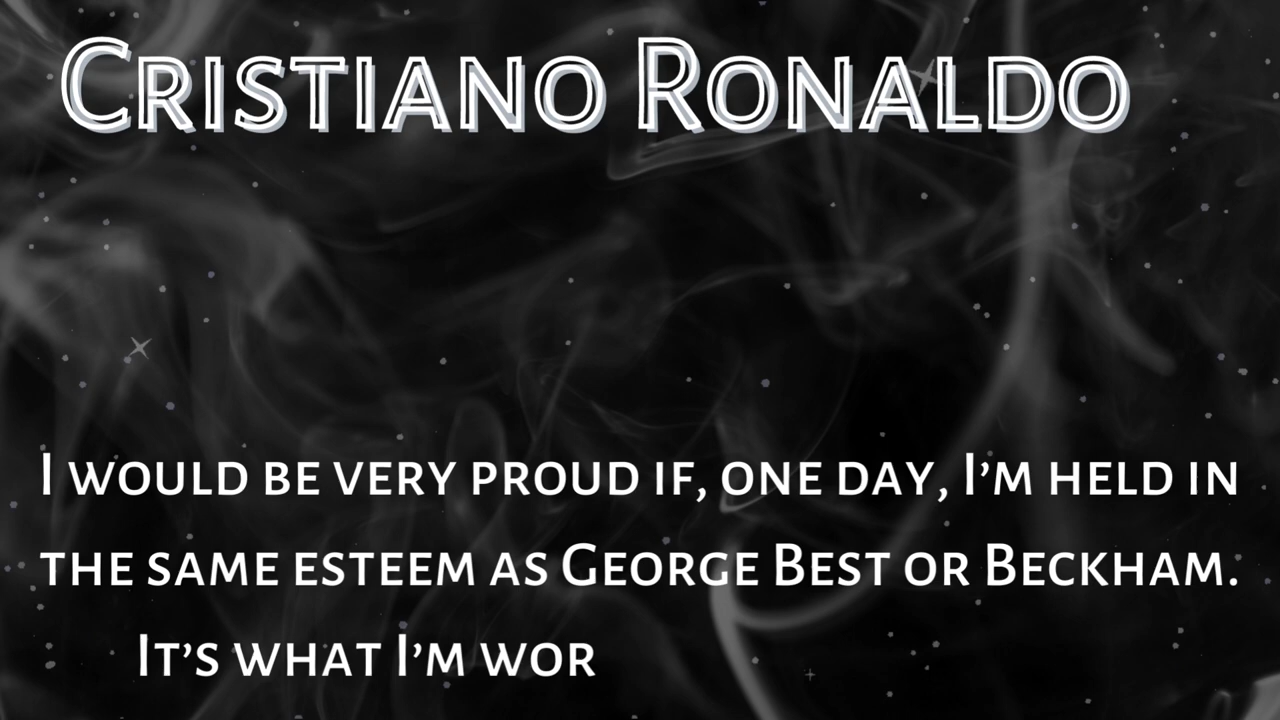 Cristiano Ronaldo
I would be very proud if, one day, I’m held in
the same esteem as George Best or Beckham.
It’s what I’m wor